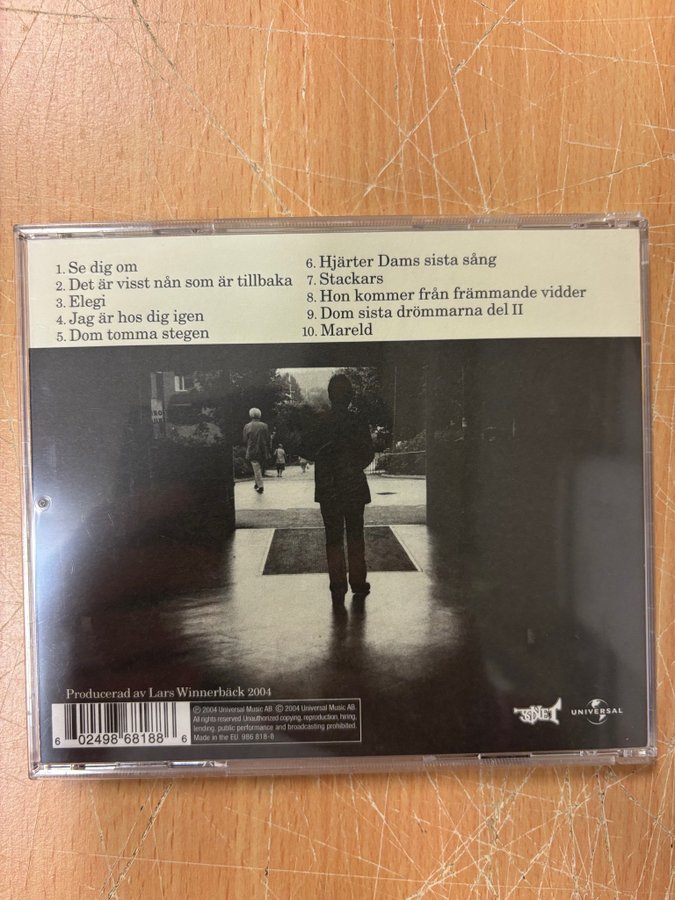 1. Se dig om
2. Det är visst nån som är tillbaka
3. Elegi
4. Jag är hos dig igen
5. Dom tomma stegen
6. Hjärter Dams sista sång
7. Stackars
8. Hon kommer från främmande vidder
9. Dom sista drömmarna del II
10. Mareld
Producerad av Lars Winnerbäck 2004
6 02498 68188 6
℗ 2004 Universal Music AB © 2004 Universal Music AB.
All rights reserved. Unauthorized copying, reproduction, hiring,
lending, public performance and broadcasting prohibited.
Made in the EU. 986 818-8
UNIVERSAL